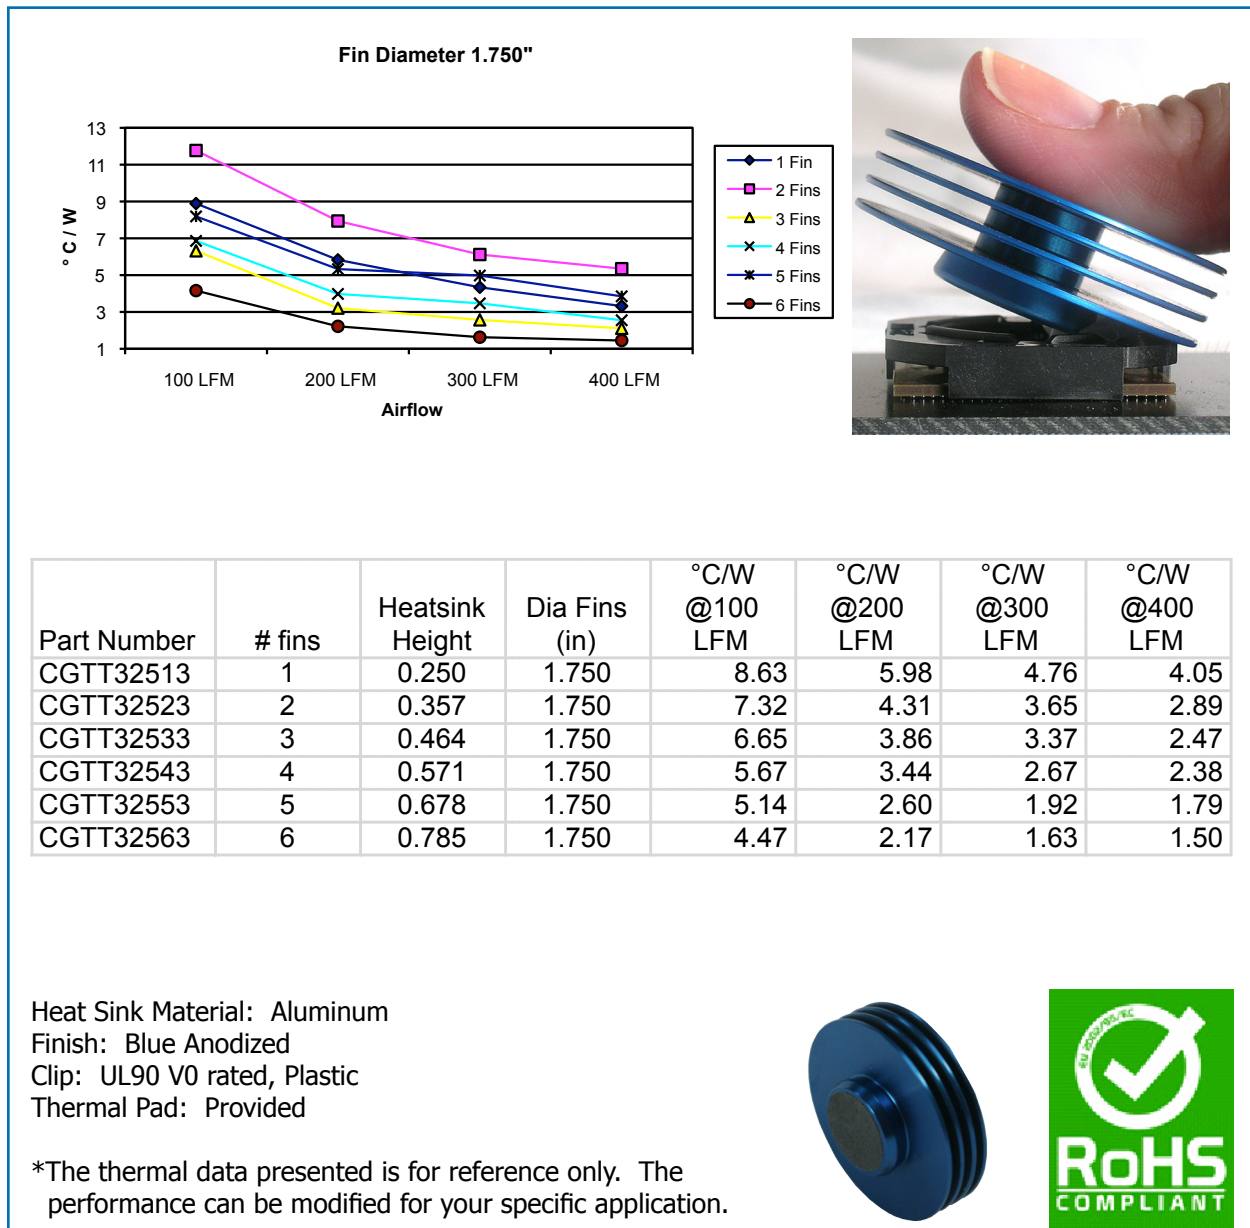 Fin Diameter 1.750"
13
11
9
7
5
3
1
° C / W
100 LFM 200 LFM 300 LFM 400 LFM
Airflow
1 Fin
2 Fins
3 Fins
4 Fins
5 Fins
6 Fins
Part Number # fins Heatsink Height Dia Fins (in) °C/W @100 LFM °C/W @200 LFM °C/W @300 LFM °C/W @400 LFM
CGTT32513 1 0.250 1.750 8.63 5.98 4.76 4.05
CGTT32523 2 0.357 1.750 7.32 4.31 3.65 2.89
CGTT32533 3 0.464 1.750 6.65 3.86 3.37 2.47
CGTT32543 4 0.571 1.750 5.67 3.44 2.67 2.38
CGTT32553 5 0.678 1.750 5.14 2.60 1.92 1.79
CGTT32563 6 0.785 1.750 4.47 2.17 1.63 1.50
Heat Sink Material: Aluminum
Finish: Blue Anodized
Clip: UL90 V0 rated, Plastic
Thermal Pad: Provided
*The thermal data presented is for reference only. The
performance can be modified for your specific application.
EU 2002/95/EC
RoHS
COMPLIANT